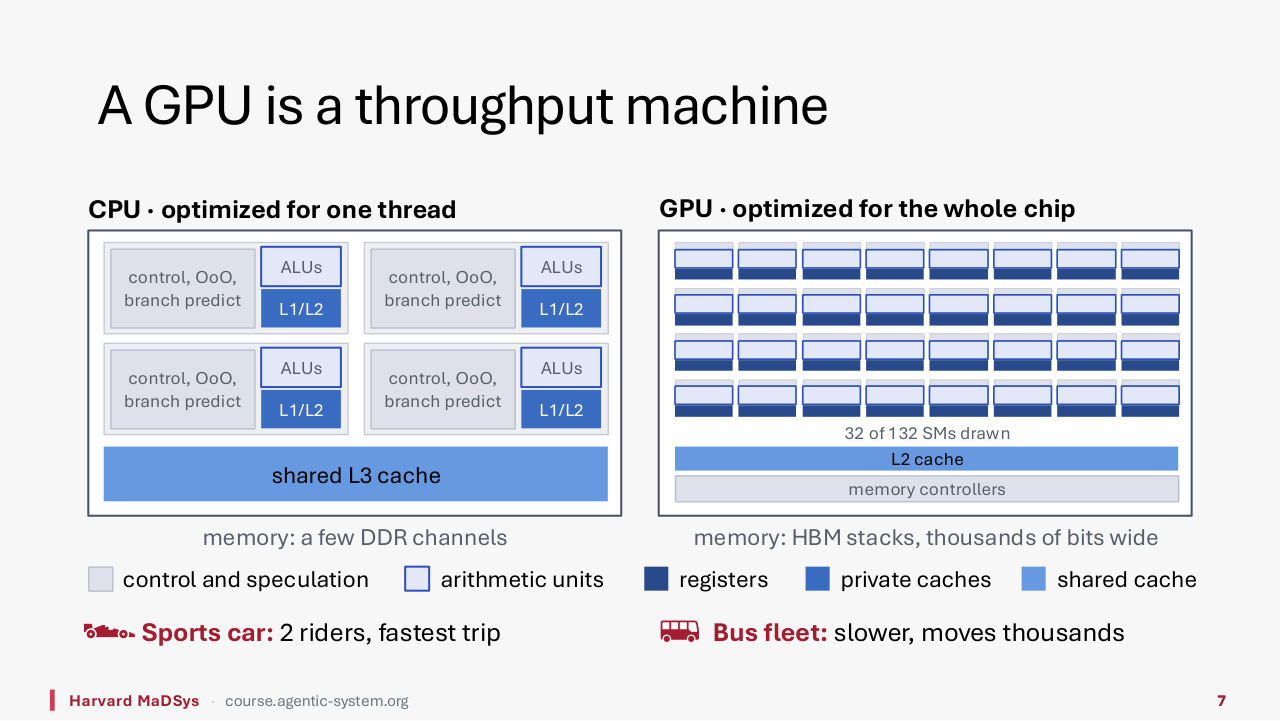 A GPU is a throughput machine
CPU · optimized for one thread
control, OoO,
branch predict
ALUs
L1/L2
control, OoO,
branch predict
ALUs
L1/L2
control, OoO,
branch predict
ALUs
L1/L2
control, OoO,
branch predict
ALUs
L1/L2
shared L3 cache
memory: a few DDR channels
GPU · optimized for the whole chip
32 of 132 SMs drawn
L2 cache
memory controllers
memory: HBM stacks, thousands of bits wide
control and speculation
arithmetic units
registers
private caches
shared cache
Sports car: 2 riders, fastest trip
Bus fleet: slower, moves thousands
Harvard MaDSys · course.agentic-system.org
7